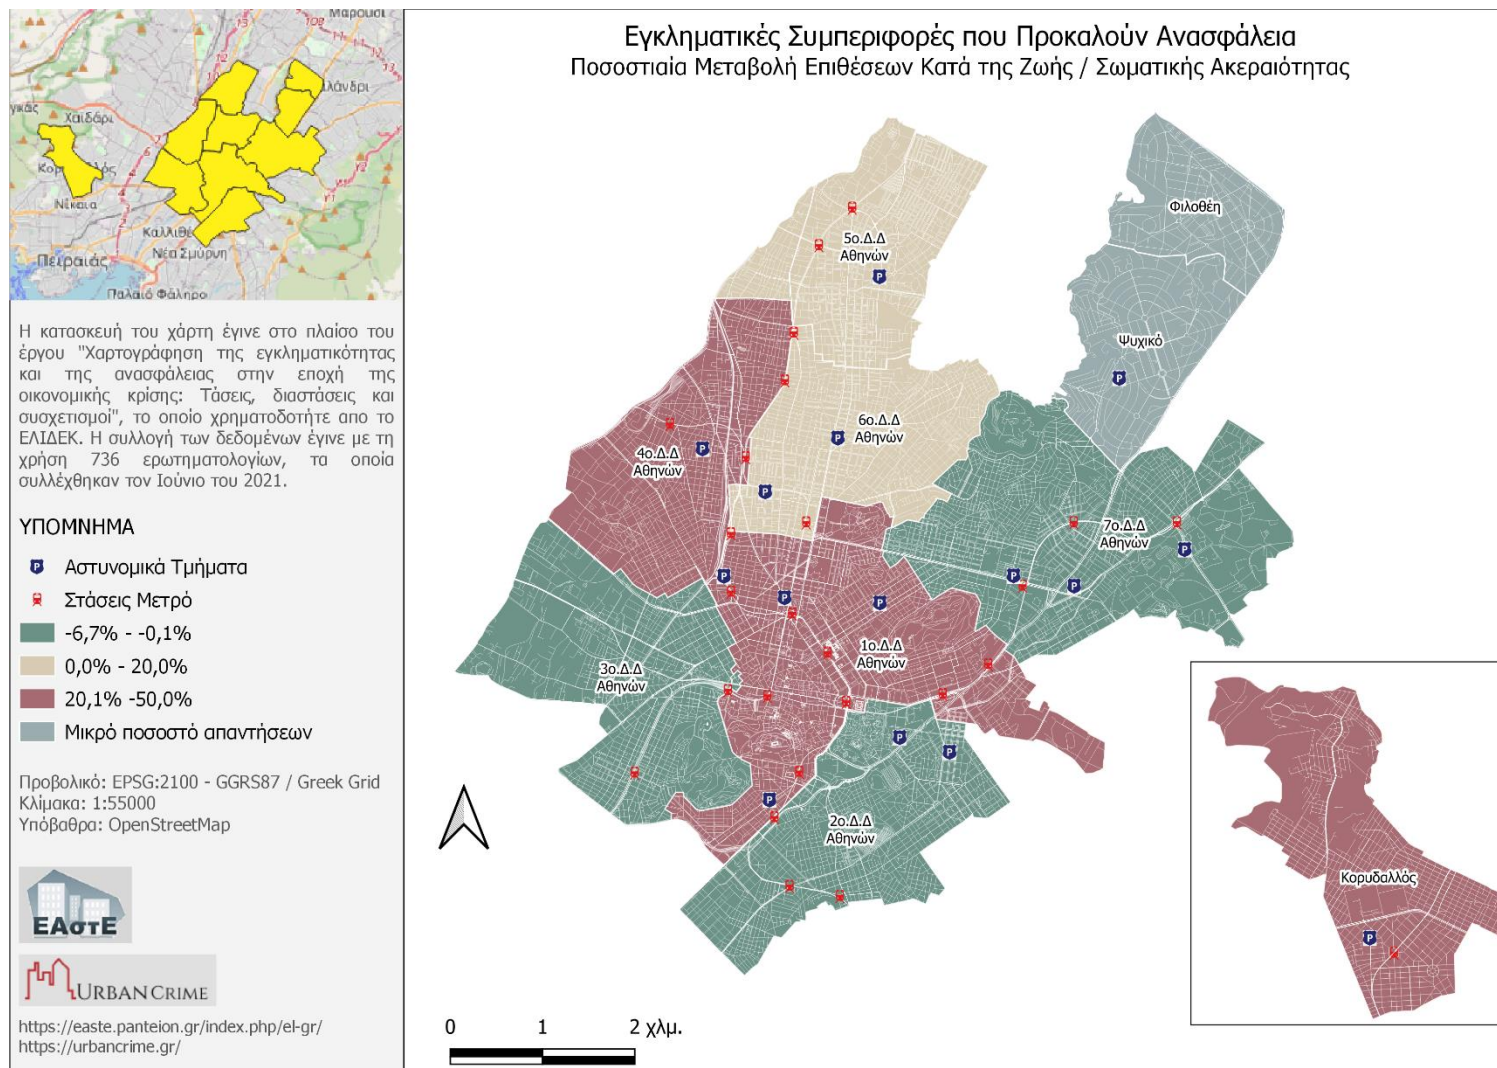 Εγκληματικές Συμπεριφορές που Προκαλούν Ανασφάλεια
Ποσοστιαία Μεταβολή Επιθέσεων Κατά της Ζωής / Σωματικής Ακεραιότητας
Μαρούσι
Χαϊδάρι
Νίκαια
Καλλιθέ
Νέα Σμύρνη
Πειραιάς
Παλαιό Φάληρο
Η κατασκευή του χάρτη έγινε στο πλαίσο του
έργου "Χαρτογράφηση της εγκληματικότητας
και της ανασφάλειας στην εποχή της
οικονομικής κρίσης: Τάσεις, διαστάσεις και
συσχετισμοί", το οποίο χρηματοδοτήτε απο το
ΕΛΙΔΕΚ. Η συλλογή των δεδομένων έγινε με τη
χρήση 736 ερωτηματολογίων, τα οποία
συλλέχθηκαν τον Ιούνιο του 2021.
ΥΠΟΜΝΗΜΑ
Αστυνομικά Τμήματα
Στάσεις Μετρό
-6,7% - -0,1%
0,0% - 20,0%
20,1% -50,0%
Μικρό ποσοστό απαντήσεων
Προβολικό: EPSG:2100 - GGRS87 / Greek Grid
Κλίμακα: 1:55000
Υπόβαθρα: OpenStreetMap
ΕΑστΕ
URBANCRIME
https://easte.panteion.gr/index.php/el-gr/
https://urbancrime.gr/
Φιλοθέη
5ο.Δ.Δ
Αθηνών
Ψυχικό
6ο.Δ.Δ
Αθηνών
4ο.Δ.Δ
Αθηνών
7ο.Δ.Δ
Αθηνών
1ο.Δ.Δ
Αθηνών
3ο.Δ.Δ
Αθηνών
2ο.Δ.Δ
Αθηνών
Κορυδαλλός
0 1 2 χλμ.